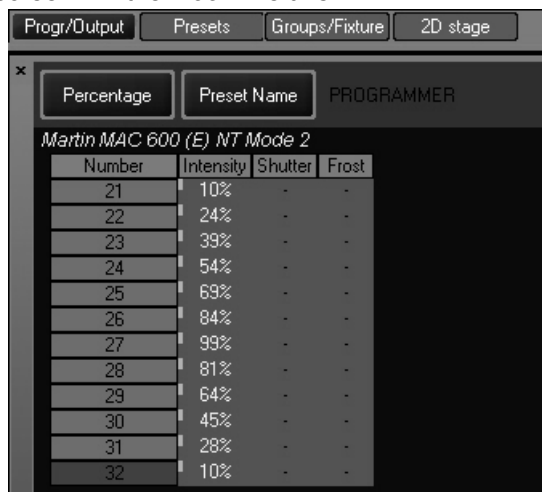 Progr/Output Presets Groups/Fixture 2D stage
×
Percentage Preset Name PROGRAMMER
Martin MAC 600 (E) NT Mode 2
Number Intensity Shutter Frost
21 10% - -
22 24% - -
23 39% - -
24 54% - -
25 69% - -
26 84% - -
27 99% - -
28 81% - -
29 64% - -
30 45% - -
31 28% - -
32 10% - -